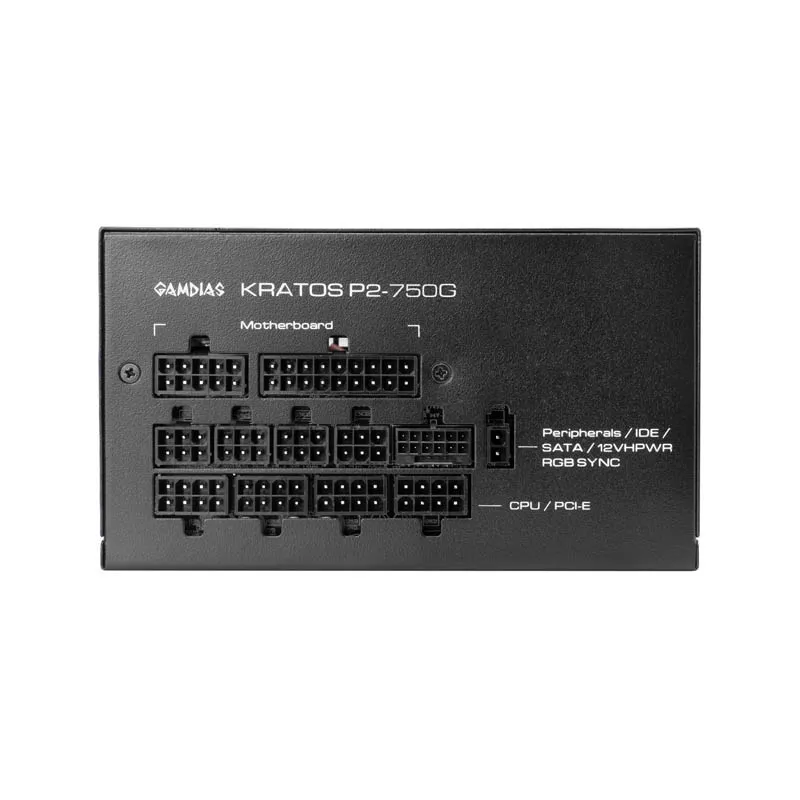 GAMDIAS KRATOS P2-750G
Motherboard
Peripherals / IDE /
SATA / 12VHPWR
RGB SYNC
CPU / PCI-E